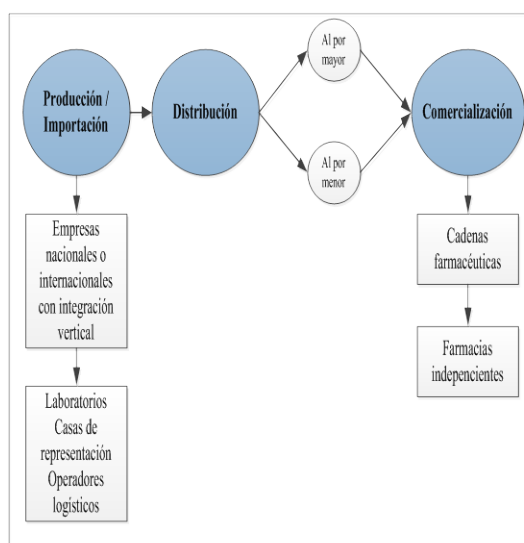 Producción /
Importación
Distribución
Al por
mayor
Al por
menor
Comercialización
Empresas
nacionales o
internacionales
con integración
vertical
Laboratorios
Casas de
representación
Operadores
logísticos
Cadenas
farmacéuticas
Farmacias
indepencientes